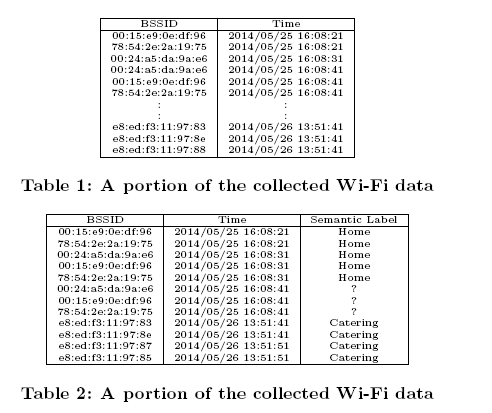 BSSID Time
00:15:e9:0e:df:96 2014/05/25 16:08:21
78:54:2e:2a:19:75 2014/05/25 16:08:21
00:24:a5:da:9a:e6 2014/05/25 16:08:31
00:24:a5:da:9a:e6 2014/05/25 16:08:41
00:15:e9:0e:df:96 2014/05/25 16:08:41
78:54:2e:2a:19:75 2014/05/25 16:08:41
: :
: :
e8:ed:f3:11:97:83 2014/05/26 13:51:41
e8:ed:f3:11:97:8e 2014/05/26 13:51:41
e8:ed:f3:11:97:88 2014/05/26 13:51:41
Table 1: A portion of the collected Wi-Fi data
BSSID Time Semantic Label
00:15:e9:0e:df:96 2014/05/25 16:08:21 Home
78:54:2e:2a:19:75 2014/05/25 16:08:21 Home
00:24:a5:da:9a:e6 2014/05/25 16:08:31 Home
00:15:e9:0e:df:96 2014/05/25 16:08:31 Home
78:54:2e:2a:19:75 2014/05/25 16:08:31 Home
00:24:a5:da:9a:e6 2014/05/25 16:08:41 ?
00:15:e9:0e:df:96 2014/05/25 16:08:41 ?
78:54:2e:2a:19:75 2014/05/25 16:08:41 ?
e8:ed:f3:11:97:83 2014/05/26 13:51:41 Catering
e8:ed:f3:11:97:8e 2014/05/26 13:51:41 Catering
e8:ed:f3:11:97:87 2014/05/26 13:51:51 Catering
e8:ed:f3:11:97:85 2014/05/26 13:51:51 Catering
Table 2: A portion of the collected Wi-Fi data